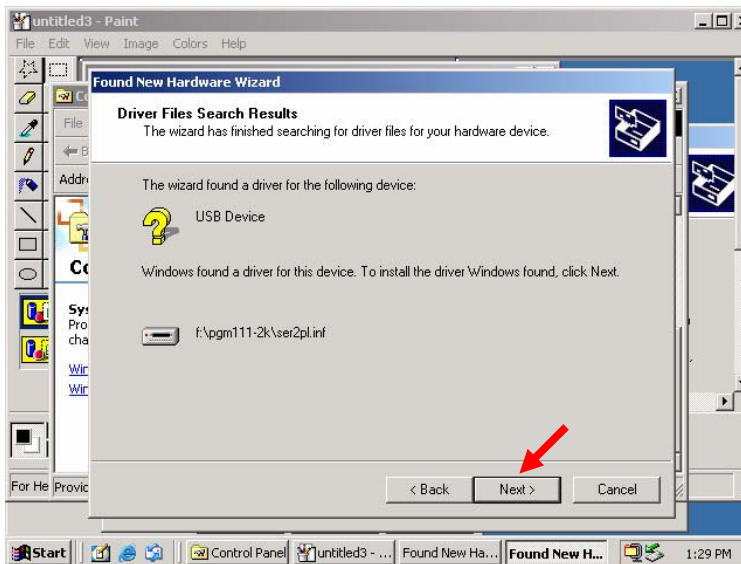 untitled3 - Paint
File Edit View Image Colors Help
Found New Hardware Wizard
Driver Files Search Results
The wizard has finished searching for driver files for your hardware device.
File
Addr
The wizard found a driver for the following device:
USB Device
Windows found a driver for this device. To install the driver Windows found, click Next.
f:\pgm111-2k\ser2pl.inf
Co
Sys
Pro
cha
Wir
Wir
< Back Next > Cancel
For He Provic
Start Control Panel untitled3 - ... Found New Ha... Found New H... 1:29 PM